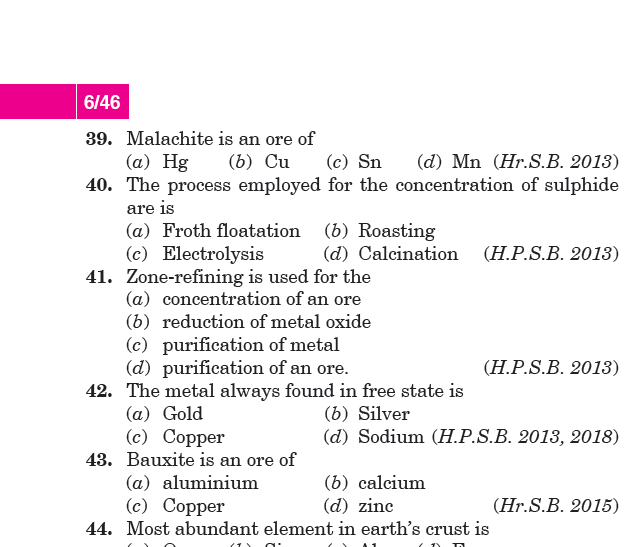 6/46
39. Malachite is an ore of
(a) Hg (b) Cu (c) Sn (d) Mn (Hr.S.B. 2013)
40. The process employed for the concentration of sulphide
are is
(a) Froth floatation (b) Roasting
(c) Electrolysis (d) Calcination (H.P.S.B. 2013)
41. Zone-refining is used for the
(a) concentration of an ore
(b) reduction of metal oxide
(c) purification of metal
(d) purification of an ore. (H.P.S.B. 2013)
42. The metal always found in free state is
(a) Gold (b) Silver
(c) Copper (d) Sodium (H.P.S.B. 2013, 2018)
43. Bauxite is an ore of
(a) aluminium (b) calcium
(c) Copper (d) zinc (Hr.S.B. 2015)
44. Most abundant element in earth's crust is